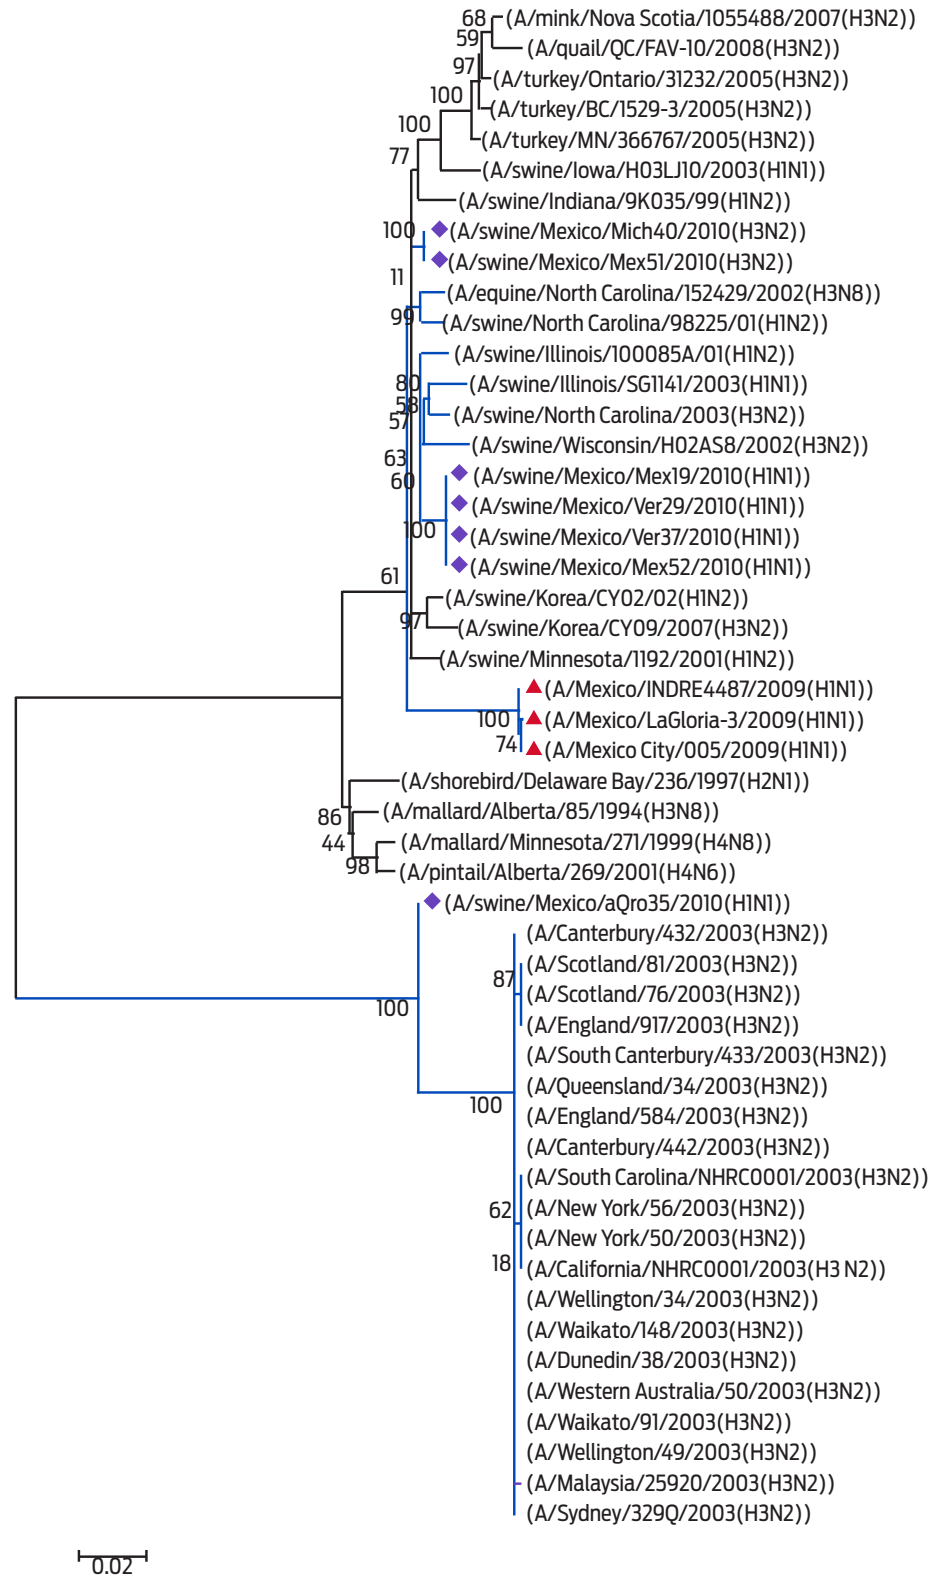 68 (A/mink/Nova Scotia/1055488/2007(H3N2))
59
(A/quail/QC/FAV-10/2008(H3N2))
97
(A/turkey/Ontario/31232/2005(H3N2))
100
(A/turkey/BC/1529-3/2005(H3N2))
100
(A/turkey/MN/366767/2005(H3N2))
77
(A/swine/Iowa/H03LJ10/2003(H1N1))
(A/swine/Indiana/9K035/99(H1N2))
100 (A/swine/Mexico/Mich40/2010(H3N2))
(A/swine/Mexico/Mex51/2010(H3N2))
11
(A/equine/North Carolina/152429/2002(H3N8))
99
(A/swine/North Carolina/98225/01(H1N2))
(A/swine/Illinois/100085A/01(H1N2))
80 (A/swine/Illinois/SG1141/2003(H1N1))
58
57 (A/swine/North Carolina/2003(H3N2))
(A/swine/Wisconsin/H02AS8/2002(H3N2))
63
(A/swine/Mexico/Mex19/2010(H1N1))
60
(A/swine/Mexico/Ver29/2010(H1N1))
100
(A/swine/Mexico/Ver37/2010(H1N1))
(A/swine/Mexico/Mex52/2010(H1N1))
61
(A/swine/Korea/CY02/02(H1N2))
97
(A/swine/Korea/CY09/2007(H3N2))
(A/swine/Minnesota/1192/2001(H1N2))
(A/Mexico/INDRE4487/2009(H1N1))
100 (A/Mexico/LaGloria-3/2009(H1N1))
74 (A/Mexico City/005/2009(H1N1))
(A/shorebird/Delaware Bay/236/1997(H2N1))
86 (A/mallard/Alberta/85/1994(H3N8))
44 (A/mallard/Minnesota/271/1999(H4N8))
98 (A/pintail/Alberta/269/2001(H4N6))
(A/swine/Mexico/aQro35/2010(H1N1))
(A/Canterbury/432/2003(H3N2))
(A/Scotland/81/2003(H3N2))
87
(A/Scotland/76/2003(H3N2))
100
(A/England/917/2003(H3N2))
(A/South Canterbury/433/2003(H3N2))
(A/Queensland/34/2003(H3N2))
100
(A/England/584/2003(H3N2))
(A/Canterbury/442/2003(H3N2))
(A/South Carolina/NHRC0001/2003(H3N2))
62 (A/New York/56/2003(H3N2))
(A/New York/50/2003(H3N2))
18 (A/California/NHRC0001/2003(H3 N2))
(A/Wellington/34/2003(H3N2))
(A/Waikato/148/2003(H3N2))
(A/Dunedin/38/2003(H3N2))
(A/Western Australia/50/2003(H3N2))
(A/Waikato/91/2003(H3N2))
(A/Wellington/49/2003(H3N2))
(A/Malaysia/25920/2003(H3N2))
(A/Sydney/329Q/2003(H3N2))
0.02